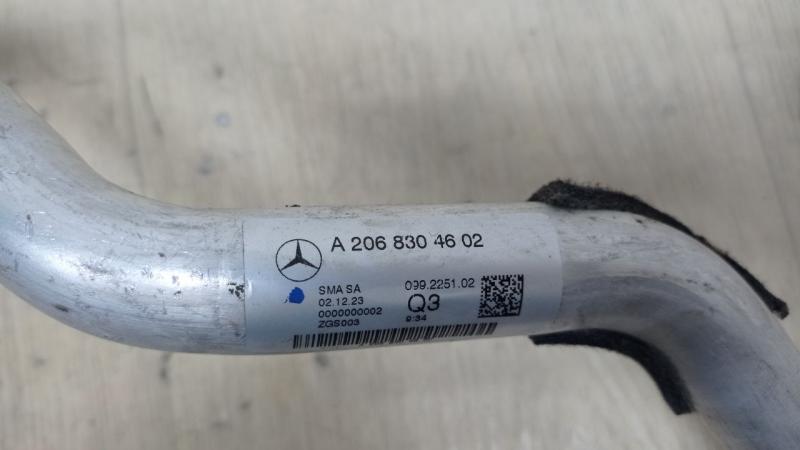 A 206 830 46 02
SMA SA
02.12.23
0000000002
ZGS003
099.2251.02
Q3
9:34